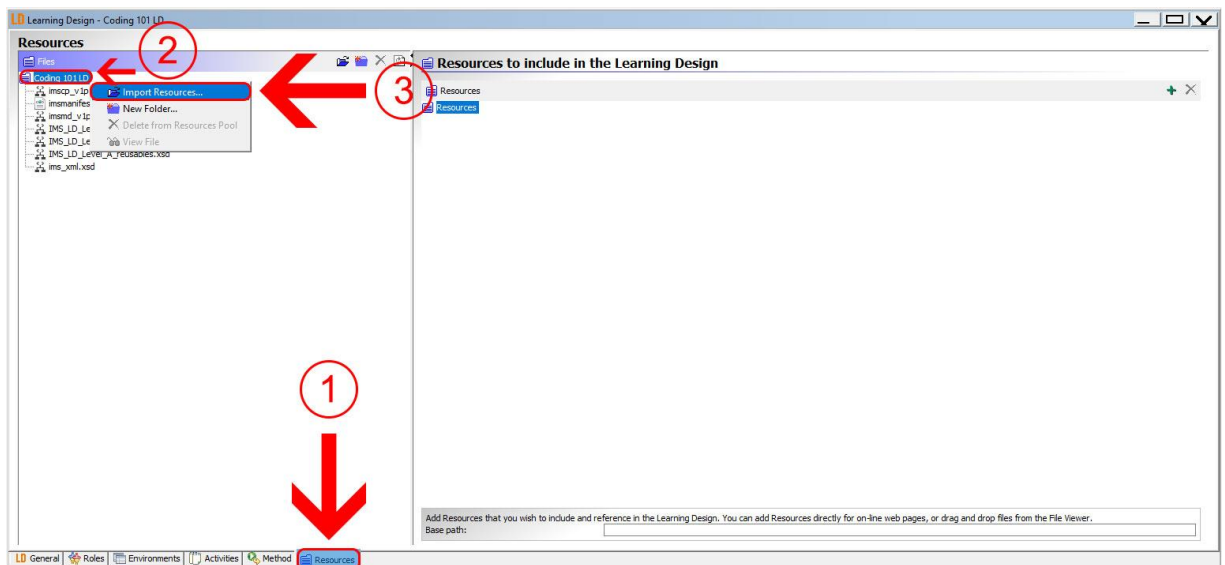 LD Learning Design - Coding 101 LD
Resources
2
Files
Coding 101 LD
imscp_v1p
Import Resources...
imsmanifes
New Folder...
imsmd_v1p
Delete from Resources Pool
IMS_LD_Le
View File
IMS_LD_Le
IMS_LD_Level_A_reusables.xsd
ims_xml.xsd
3
Resources to include in the Learning Design
Resources
Resources
1
Add Resources that you wish to include and reference in the Learning Design. You can add Resources directly for on-line web pages, or drag and drop files from the File Viewer.
Base path:
LD General Roles Environments Activities Method Resources